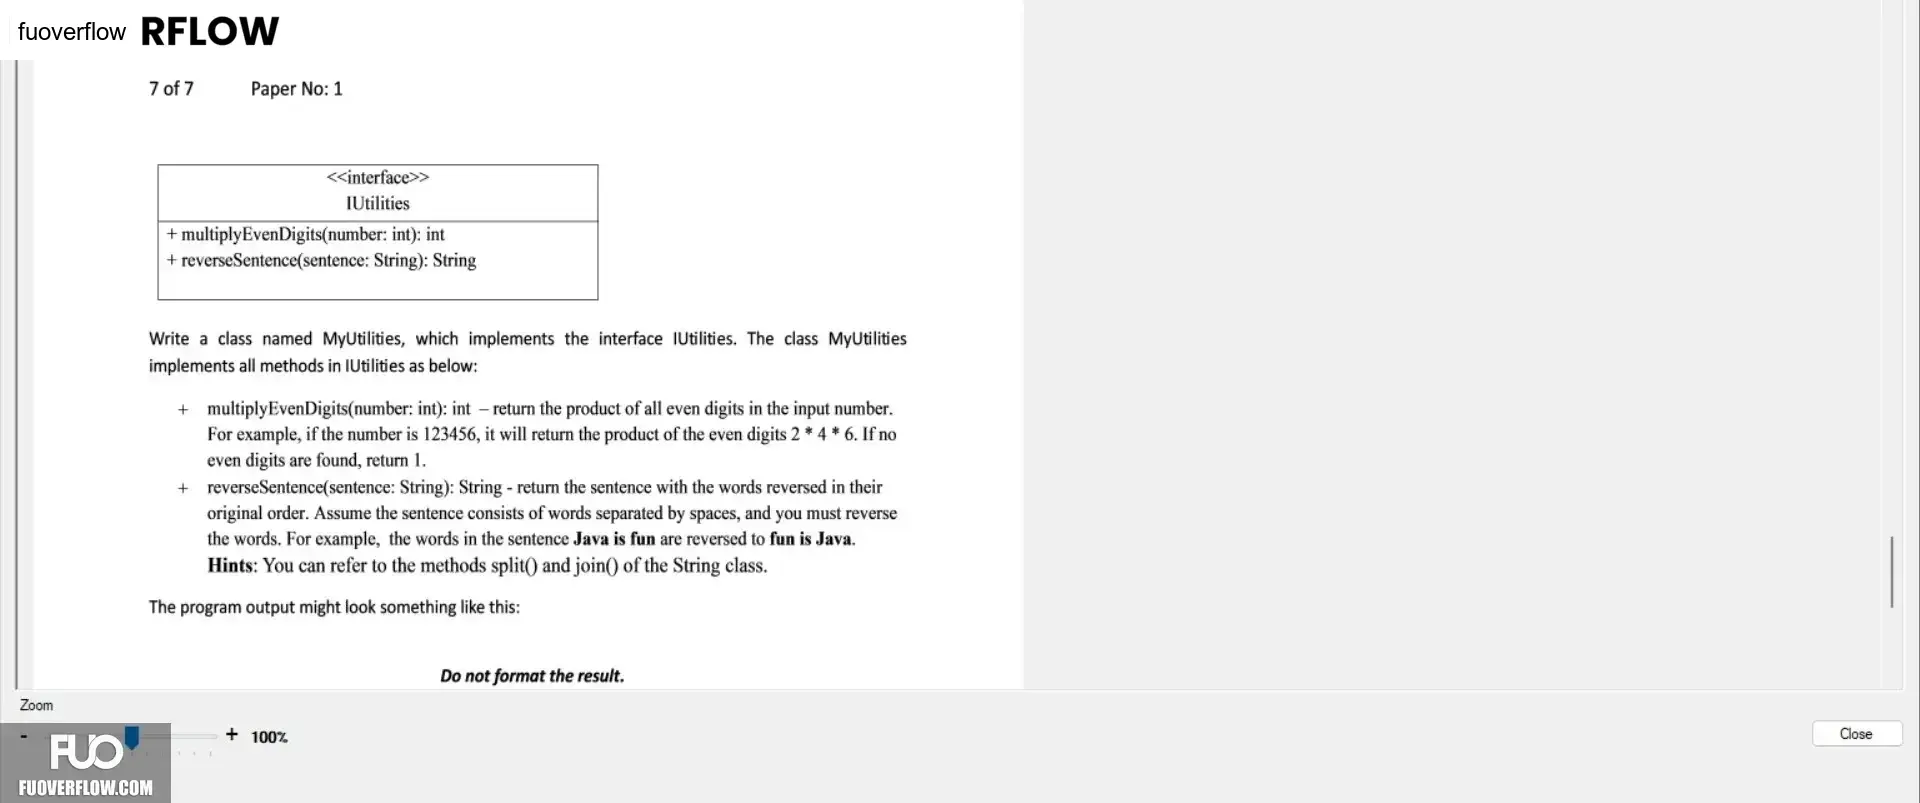 fuoverflow RFLOW
7 of 7 Paper No: 1
<<interface>>
IUtilities
+ multiplyEvenDigits(number: int): int
+ reverseSentence(sentence: String): String
Write a class named MyUtilities, which implements the interface IUtilities. The class MyUtilities
implements all methods in IUtilities as below:
+ multiplyEvenDigits(number: int): int – return the product of all even digits in the input number.
For example, if the number is 123456, it will return the product of the even digits 2 * 4 * 6. If no
even digits are found, return 1.
+ reverseSentence(sentence: String): String - return the sentence with the words reversed in their
original order. Assume the sentence consists of words separated by spaces, and you must reverse
the words. For example, the words in the sentence Java is fun are reversed to fun is Java.
Hints: You can refer to the methods split() and join() of the String class.
The program output might look something like this:
Do not format the result.
Zoom
- + 100%
Close
FUO
FUOVERFLOW.COM